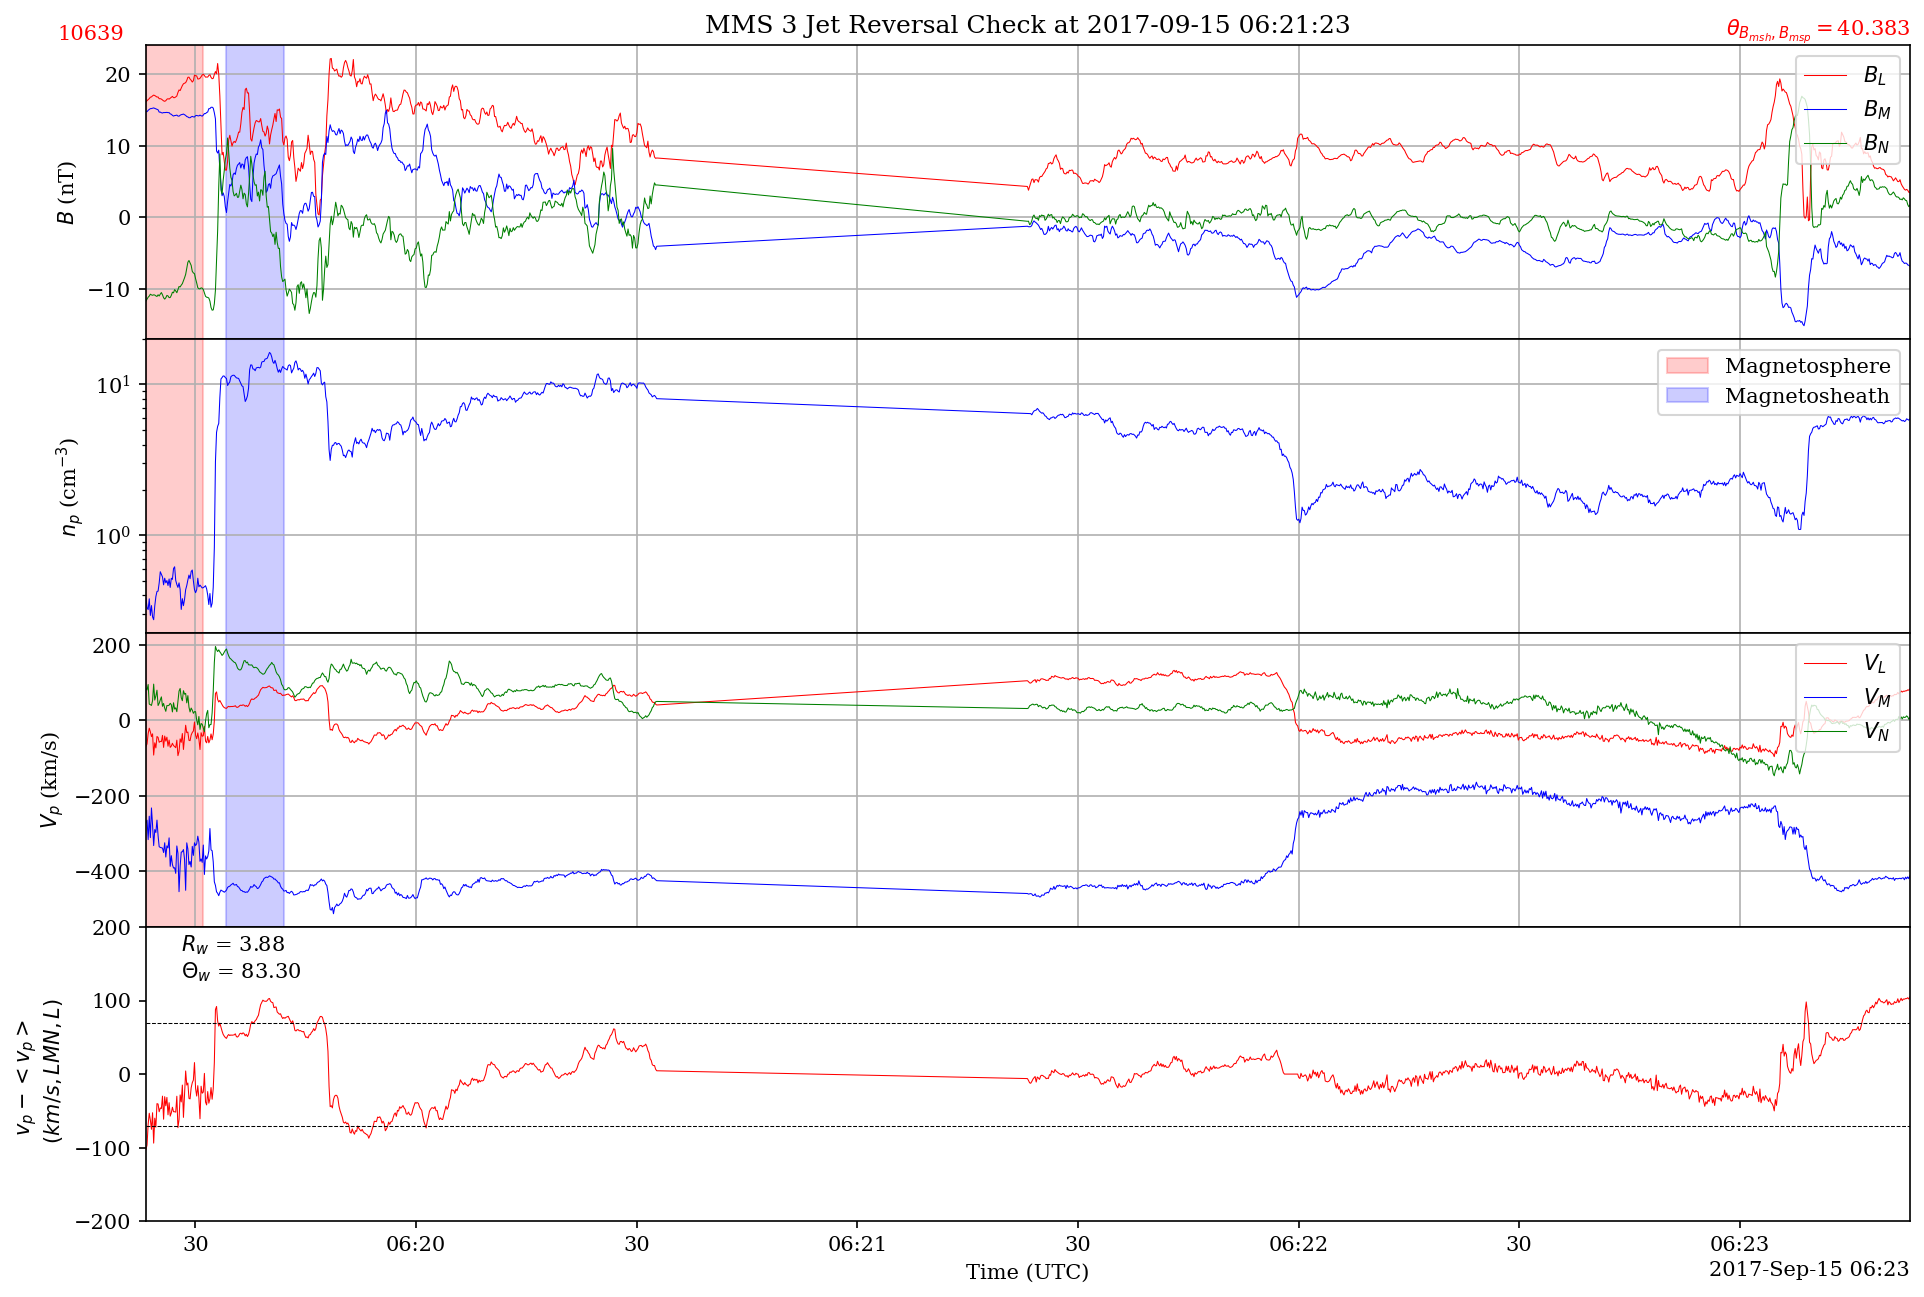 MMS 3 Jet Reversal Check at 2017-09-15 06:21:23
10639
θ_{B_{msh}, B_{msp}} = 40.383
20
10
0
−10
B (nT)
B_L
B_M
B_N
10^1
10^0
n_p (cm^{−3})
Magnetosphere
Magnetosheath
200
0
−200
−400
V_p (km/s)
V_L
V_M
V_N
200
100
0
−100
−200
v_p − < v_p >
(km/s, LMN, L)
R_w = 3.88
Θ_w = 83.30
30
06:20
30
06:21
30
06:22
30
06:23
Time (UTC)
2017-Sep-15 06:23